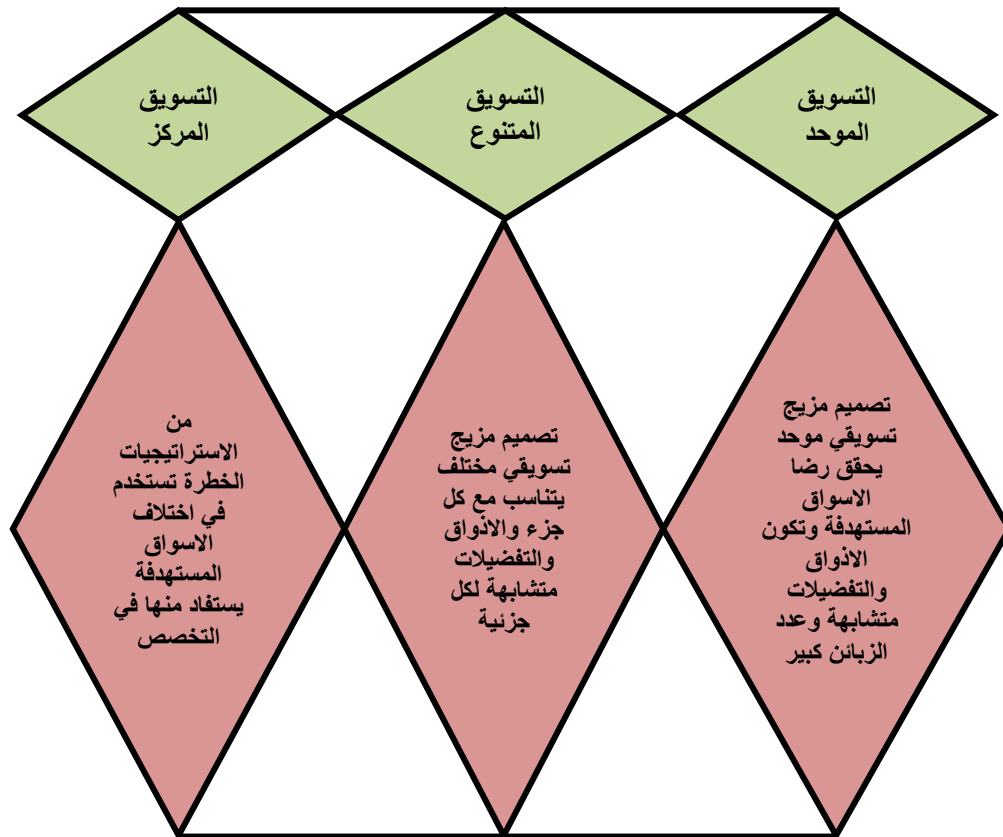 التسويق
الموحد
التسويق
المتنوع
التسويق
المركز
تصميم مزيج
تسويقي موحد
يحقق رضا
الاسواق
المستهدفة وتكون
الاذواق
والتفضيلات
متشابهة وعدد
الزبائن كبير
تصميم مزيج
تسويقي مختلف
يتناسب مع كل
جزء والاذواق
والتفضيلات
متشابهة لكل
جزئية
من
الاستراتيجيات
الخطرة تستخدم
في اختلاف
الاسواق
المستهدفة
يستفاد منها في
التخصص